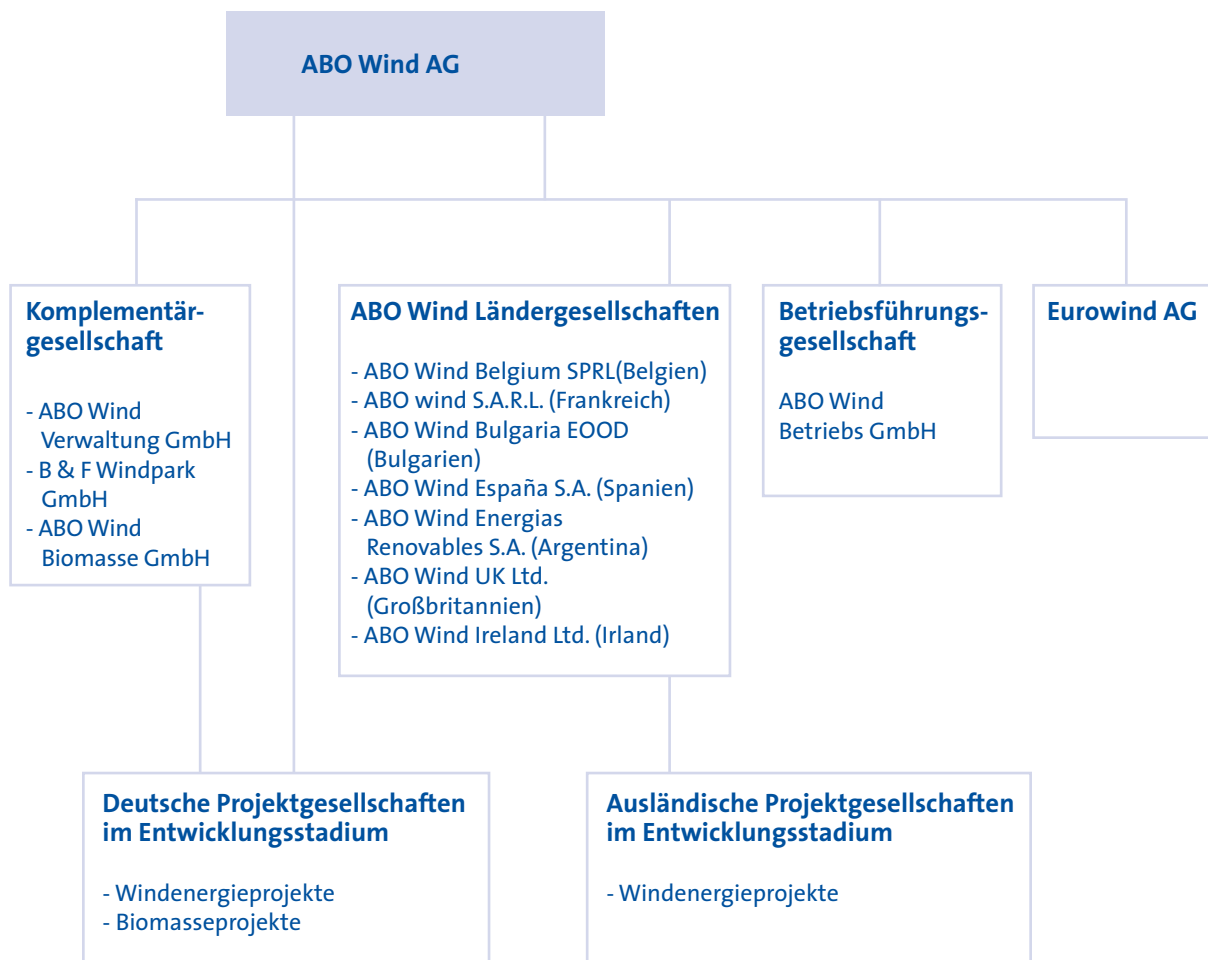 ABO Wind AG
Komplementär-
gesellschaft
- ABO Wind
Verwaltung GmbH
- B & F Windpark
GmbH
- ABO Wind
Biomasse GmbH
ABO Wind Ländergesellschaften
- ABO Wind Belgium SPRL(Belgien)
- ABO wind S.A.R.L. (Frankreich)
- ABO Wind Bulgaria EOOD
(Bulgarien)
- ABO Wind España S.A. (Spanien)
- ABO Wind Energias
Renovables S.A. (Argentina)
- ABO Wind UK Ltd.
(Großbritannien)
- ABO Wind Ireland Ltd. (Irland)
Betriebsführungs-
gesellschaft
ABO Wind
Betriebs GmbH
Eurowind AG
Deutsche Projektgesellschaften
im Entwicklungsstadium
- Windenergieprojekte
- Biomasseprojekte
Ausländische Projektgesellschaften
im Entwicklungsstadium
- Windenergieprojekte